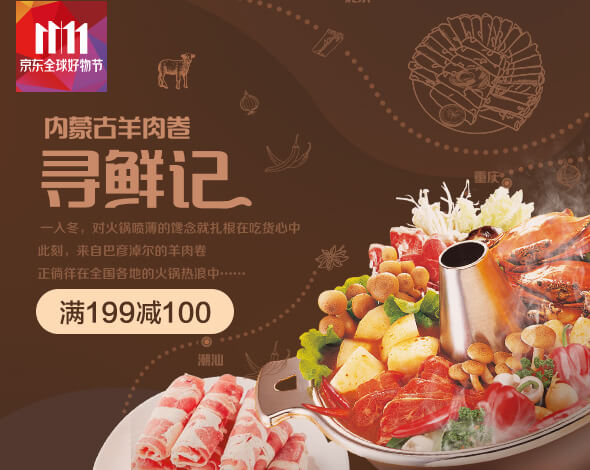 11.11
京东全球好物节
内蒙古羊肉卷
寻鲜记
一入冬，对火锅喷薄的馋念就扎根在吃货心中
此刻，来自巴彦淖尔的羊肉卷
正徜徉在全国各地的火锅热浪中……
满199减100
重庆
潮汕